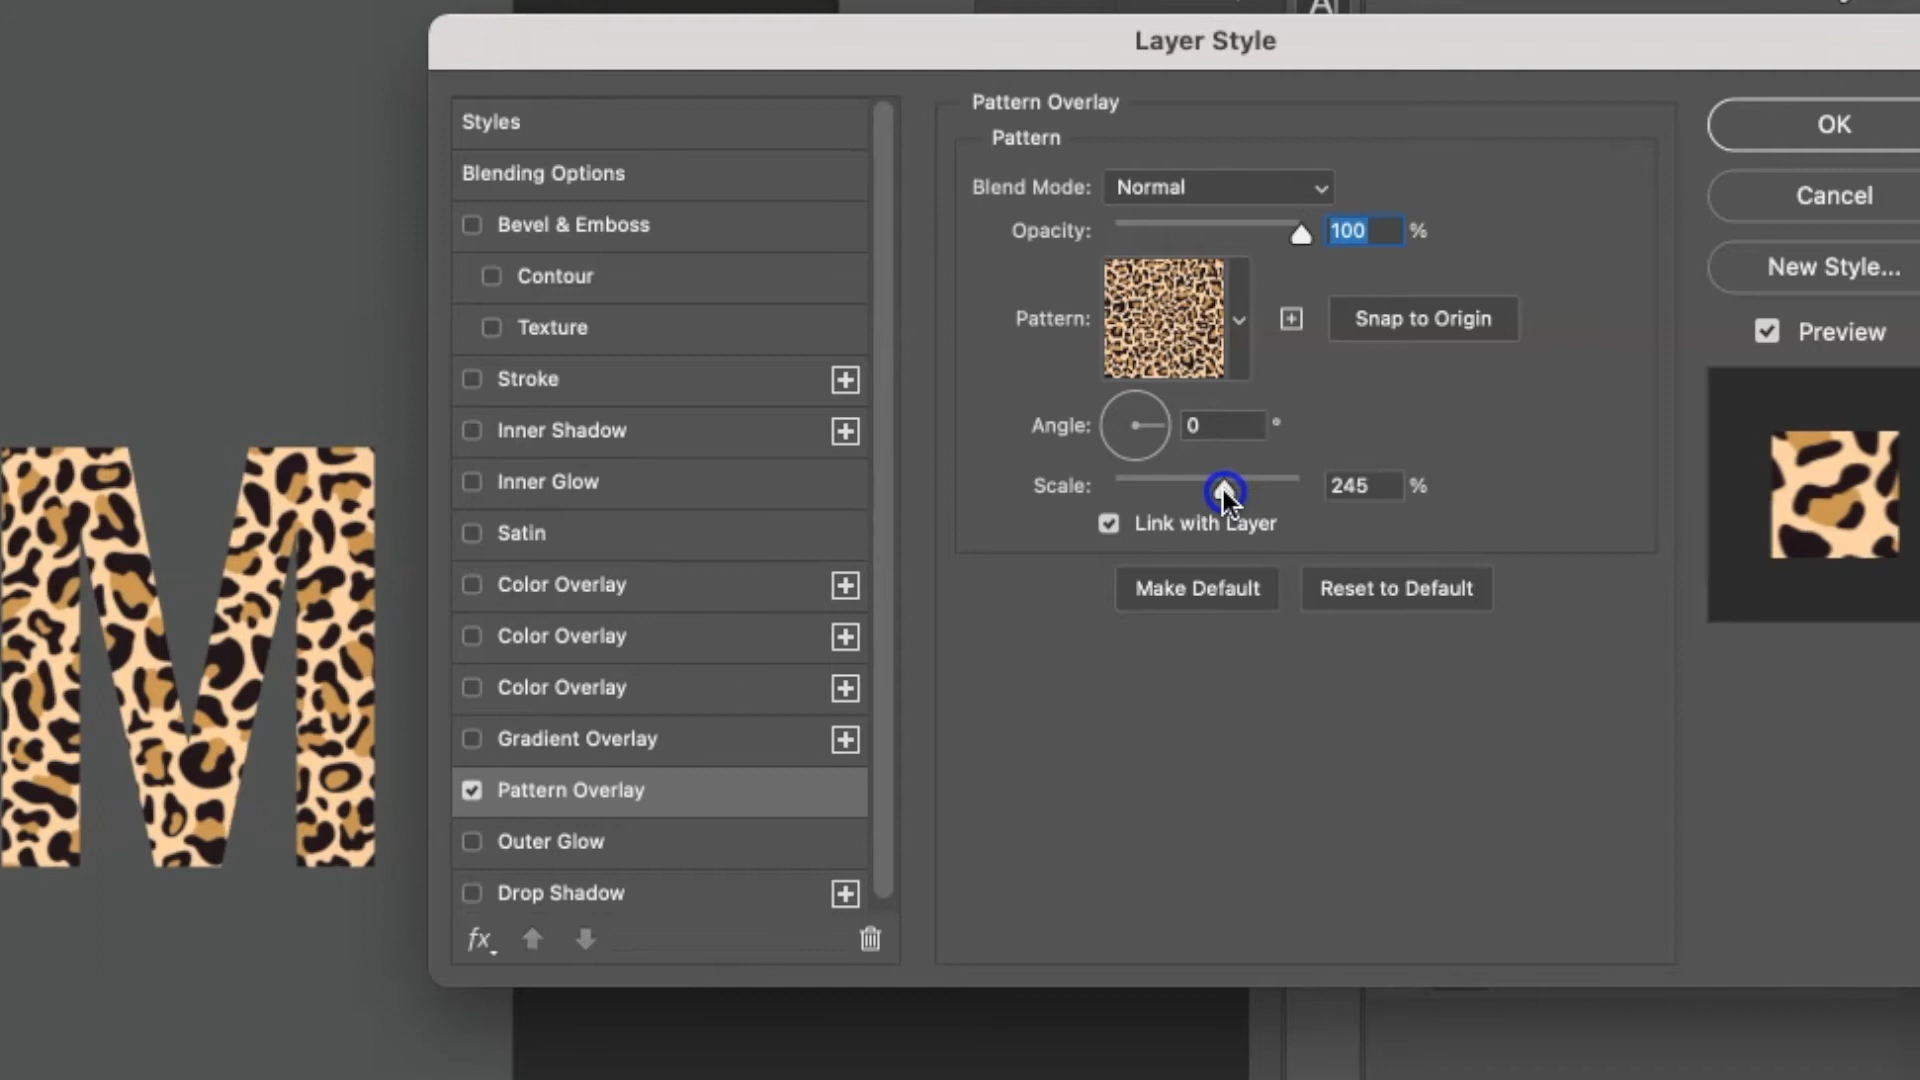 A
Layer Style
Styles
Blending Options
Bevel & Emboss
Contour
Texture
Stroke
Inner Shadow
Inner Glow
Satin
Color Overlay
Color Overlay
Color Overlay
Gradient Overlay
Pattern Overlay
Outer Glow
Drop Shadow
fx
Pattern Overlay
Pattern
Blend Mode: Normal
Opacity: 100 %
Pattern: Snap to Origin
Angle: 0 °
Scale: 245 %
Link with Layer
Make Default Reset to Default
OK
Cancel
New Style...
Preview
M